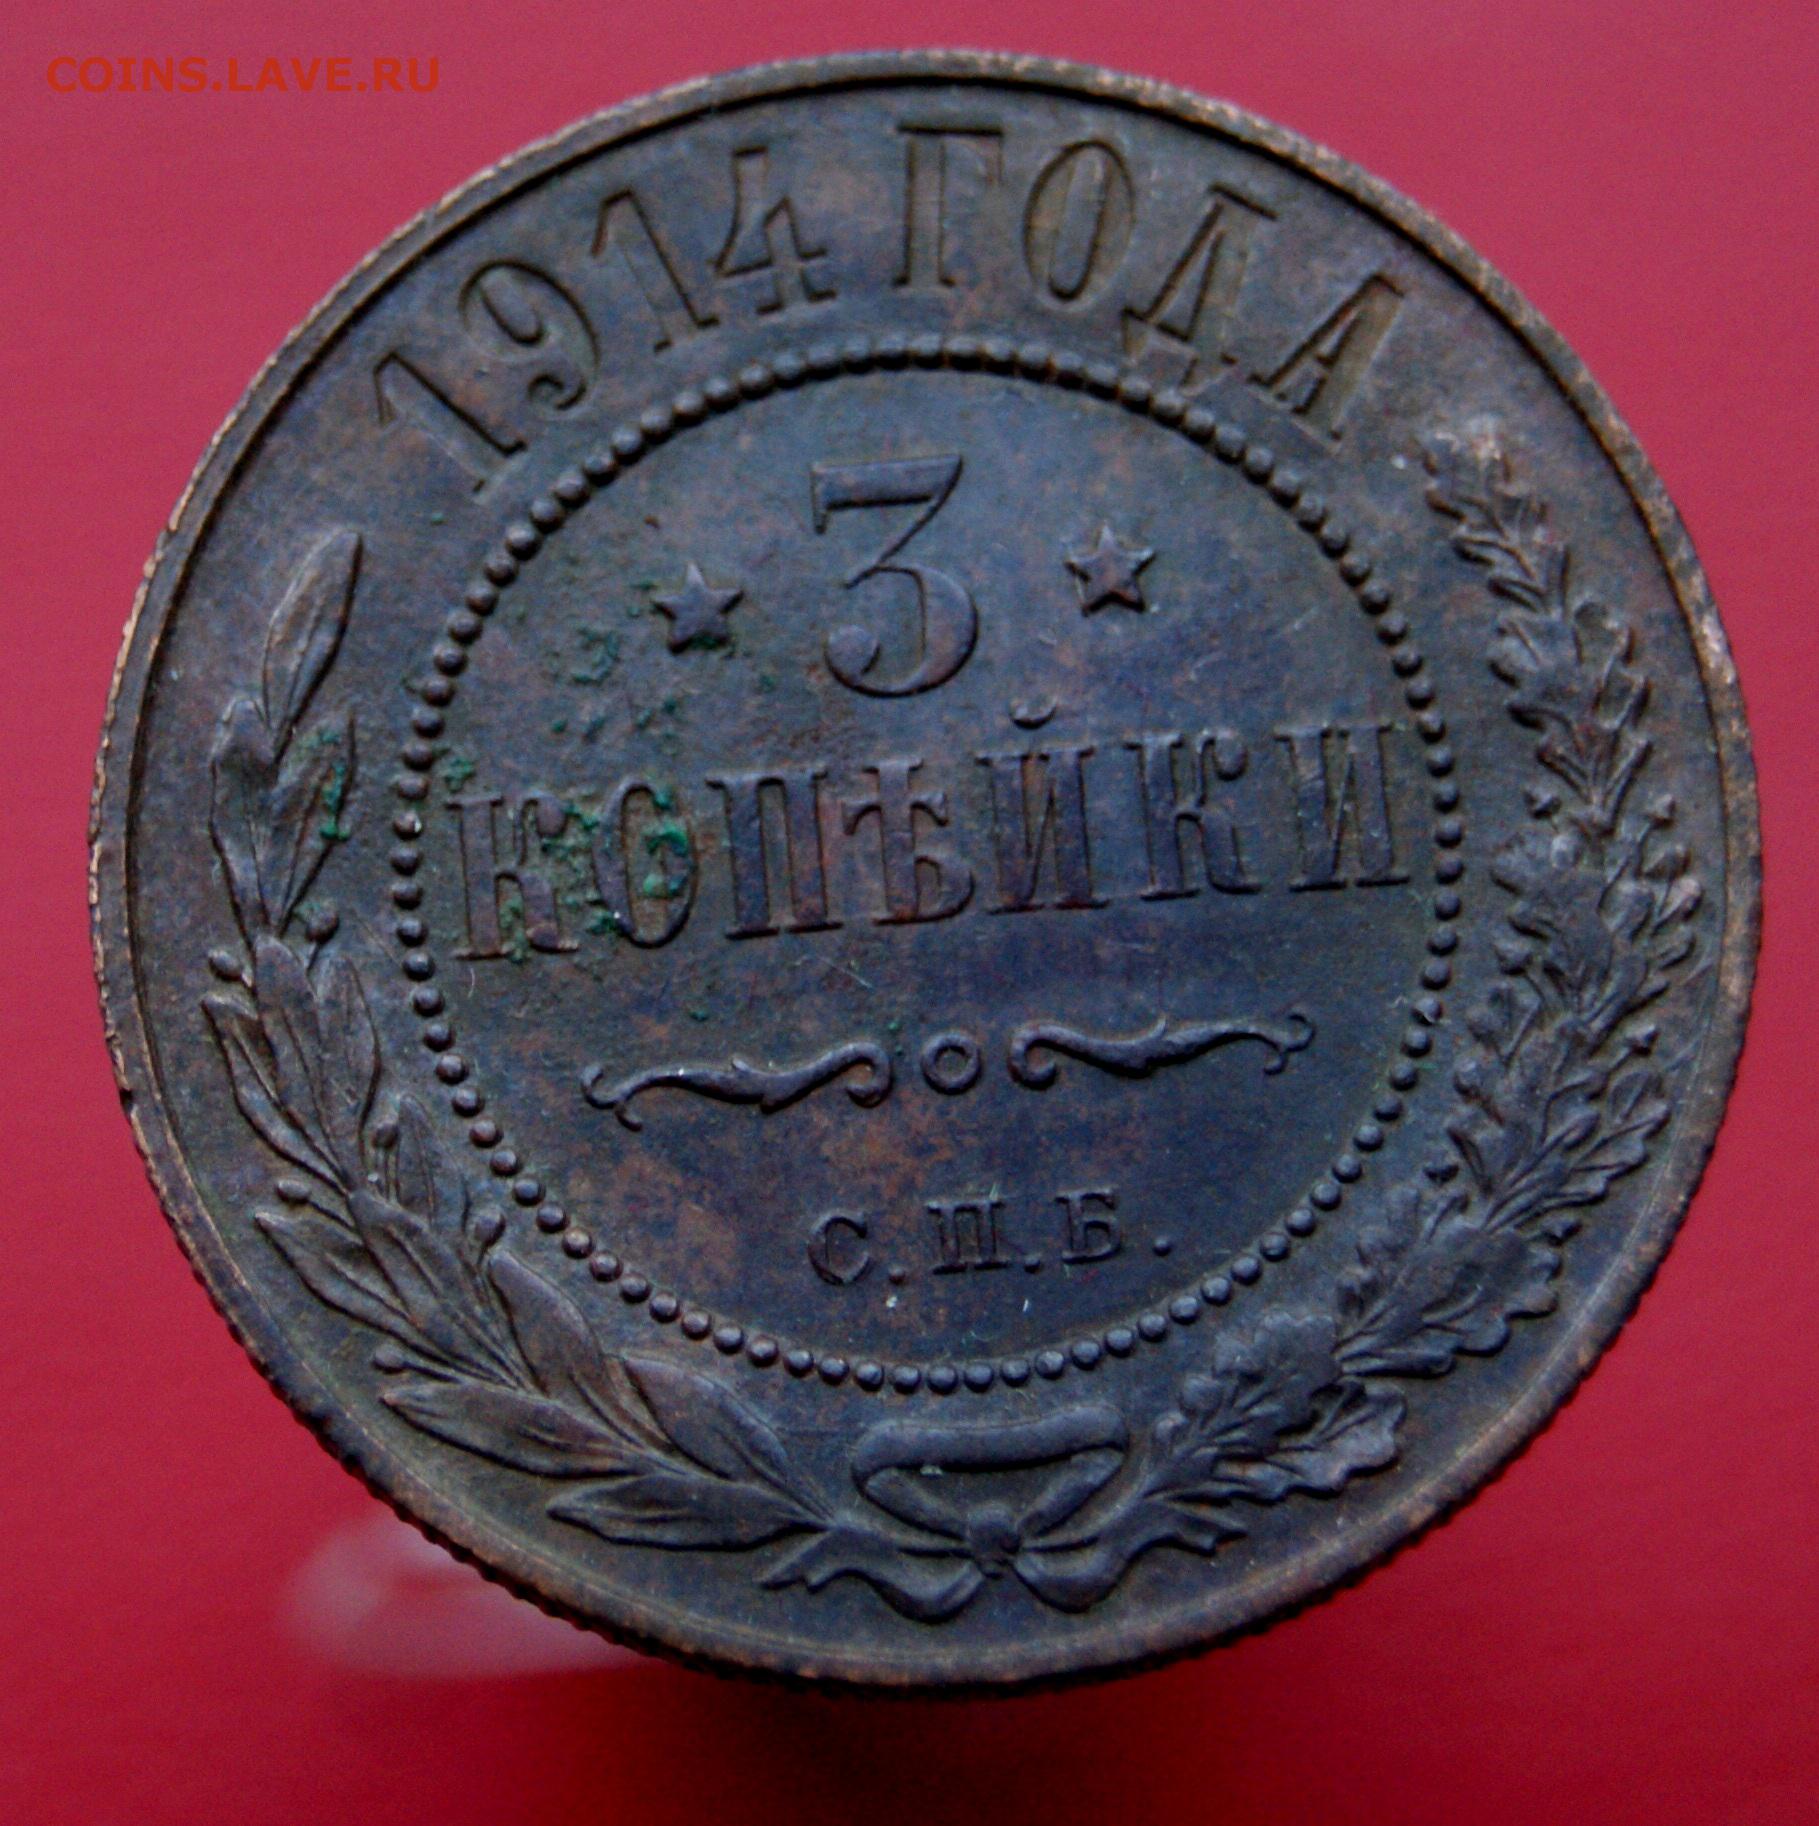 COINS.LAVE.RU
1914 ГОДА
3
КОПѢЙКИ
С.П.Б.